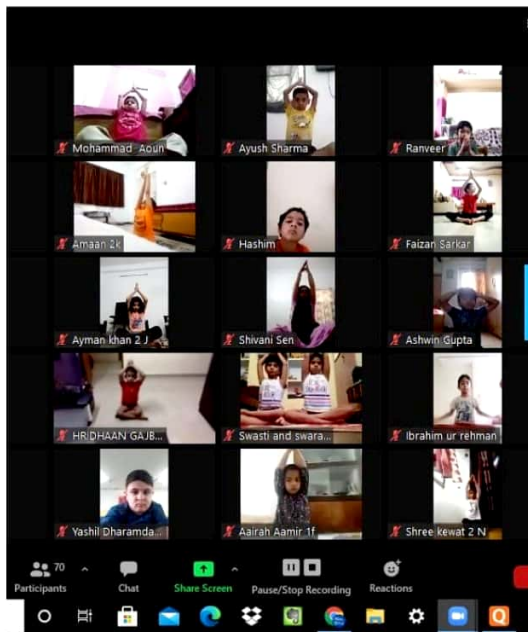 Mohammad Aoun
Ayush Sharma
Ranveer
Amaan 2k
Hashim
Faizan Sarkar
Ayman khan 2 J
Shivani Sen
Ashwin Gupta
HRIDHAAN GAJB...
Swasti and swara...
Ibrahim ur rehman
Yashil Dharamda...
Aairah Aamir 1f
Shree kewat 2 N
70
Participants
Chat
Share Screen
Pause/Stop Recording
Reactions